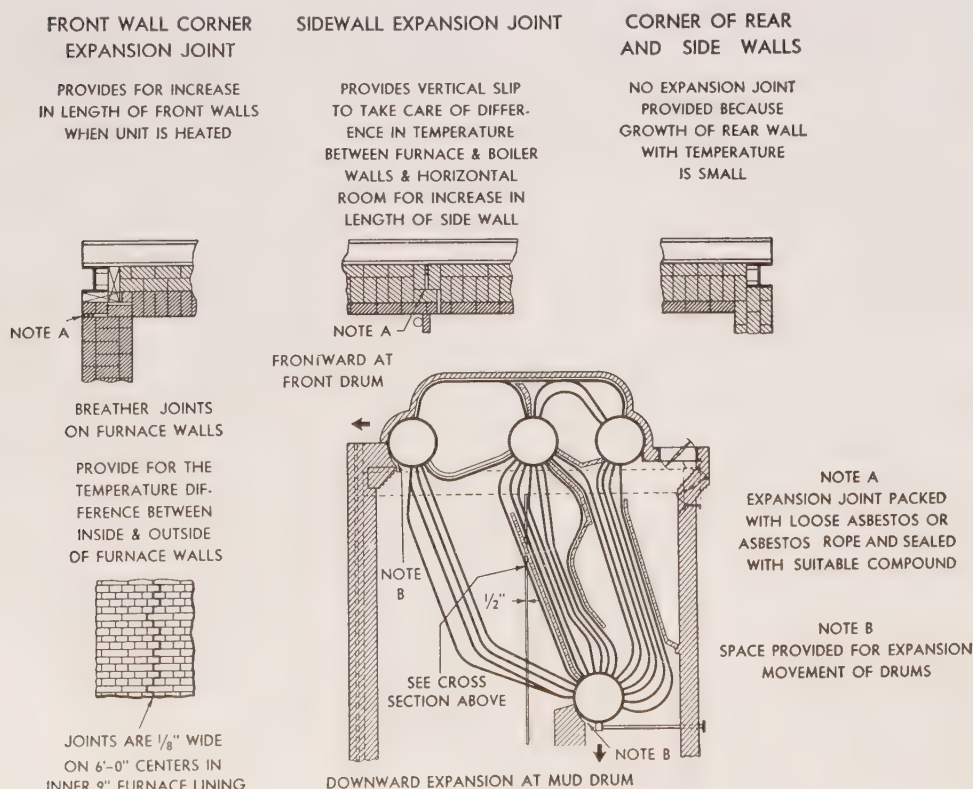 FRONT WALL CORNER
EXPANSION JOINT
PROVIDES FOR INCREASE
IN LENGTH OF FRONT WALLS
WHEN UNIT IS HEATED
SIDEWALL EXPANSION JOINT
PROVIDES VERTICAL SLIP
TO TAKE CARE OF DIFFER-
ENCE IN TEMPERATURE
BETWEEN FURNACE & BOILER
WALLS & HORIZONTAL
ROOM FOR INCREASE IN
LENGTH OF SIDE WALL
CORNER OF REAR
AND SIDE WALLS
NO EXPANSION JOINT
PROVIDED BECAUSE
GROWTH OF REAR WALL
WITH TEMPERATURE
IS SMALL
NOTE A
NOTE A
FRONTWARD AT
FRONT DRUM
BREATHER JOINTS
ON FURNACE WALLS
PROVIDE FOR THE
TEMPERATURE DIF-
FERENCE BETWEEN
INSIDE & OUTSIDE
OF FURNACE WALLS
NOTE
B
1/2"
SEE CROSS
SECTION ABOVE
NOTE B
NOTE A
EXPANSION JOINT PACKED
WITH LOOSE ASBESTOS OR
ASBESTOS ROPE AND SEALED
WITH SUITABLE COMPOUND
NOTE B
SPACE PROVIDED FOR EXPANSION
MOVEMENT OF DRUMS
JOINTS ARE 1/8" WIDE
ON 6'-0" CENTERS IN
INNER 9" FURNACE LINING
DOWNWARD EXPANSION AT MUD DRUM